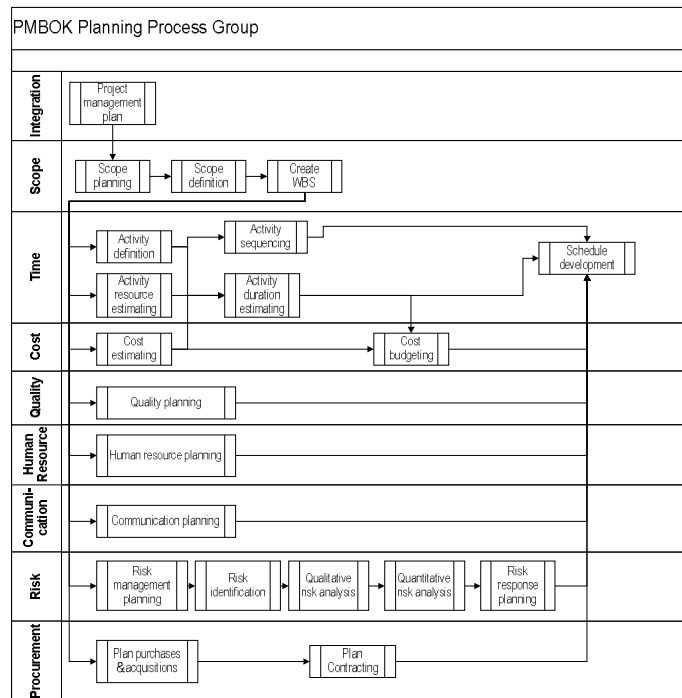 PMBOK Planning Process Group
Integration
Project
management
plan
Scope
Scope
planning
Scope
definition
Create
WBS
Time
Activity
definition
Activity
sequencing
Schedule
development
Activity
resource
estimating
Activity
duration
estimating
Cost
Cost
estimating
Cost
budgeting
Quality
Quality planning
Human
Resource
Human resource planning
Communi-
cation
Communication planning
Risk
Risk
management
planning
Risk
identification
Qualitative
risk analysis
Quantitative
risk analysis
Risk
response
planning
Procurement
Plan purchases
&acquisitions
Plan
Contracting